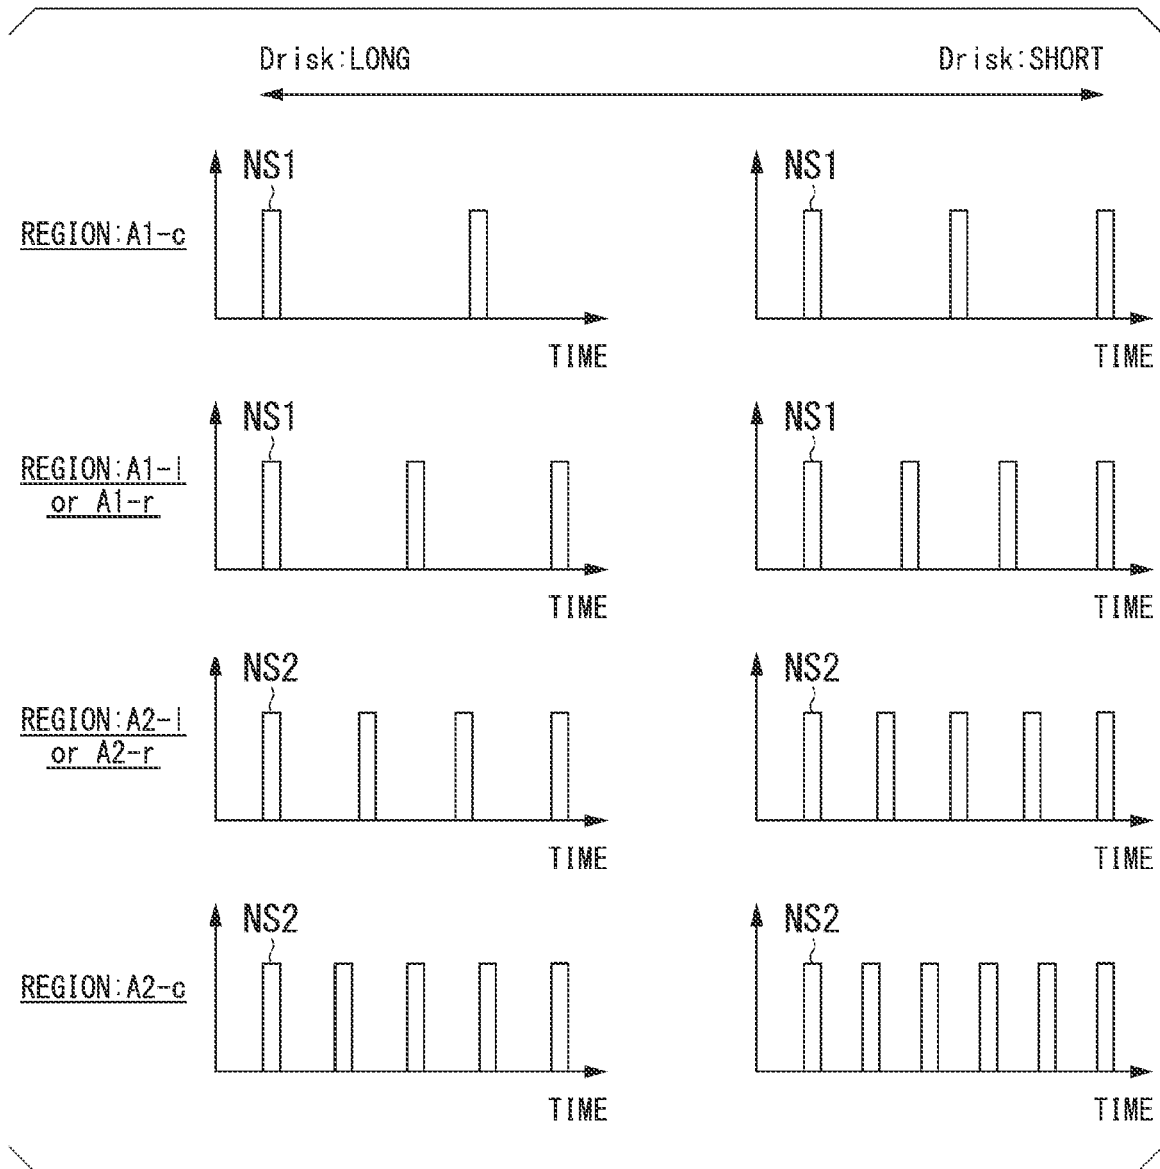 Drisk:LONG Drisk:SHORT
NS1 NS1
REGION:A1-c
TIME TIME
NS1 NS1
REGION:A1-l
or A1-r
TIME TIME
NS2 NS2
REGION:A2-l
or A2-r
TIME TIME
NS2 NS2
REGION:A2-c
TIME TIME